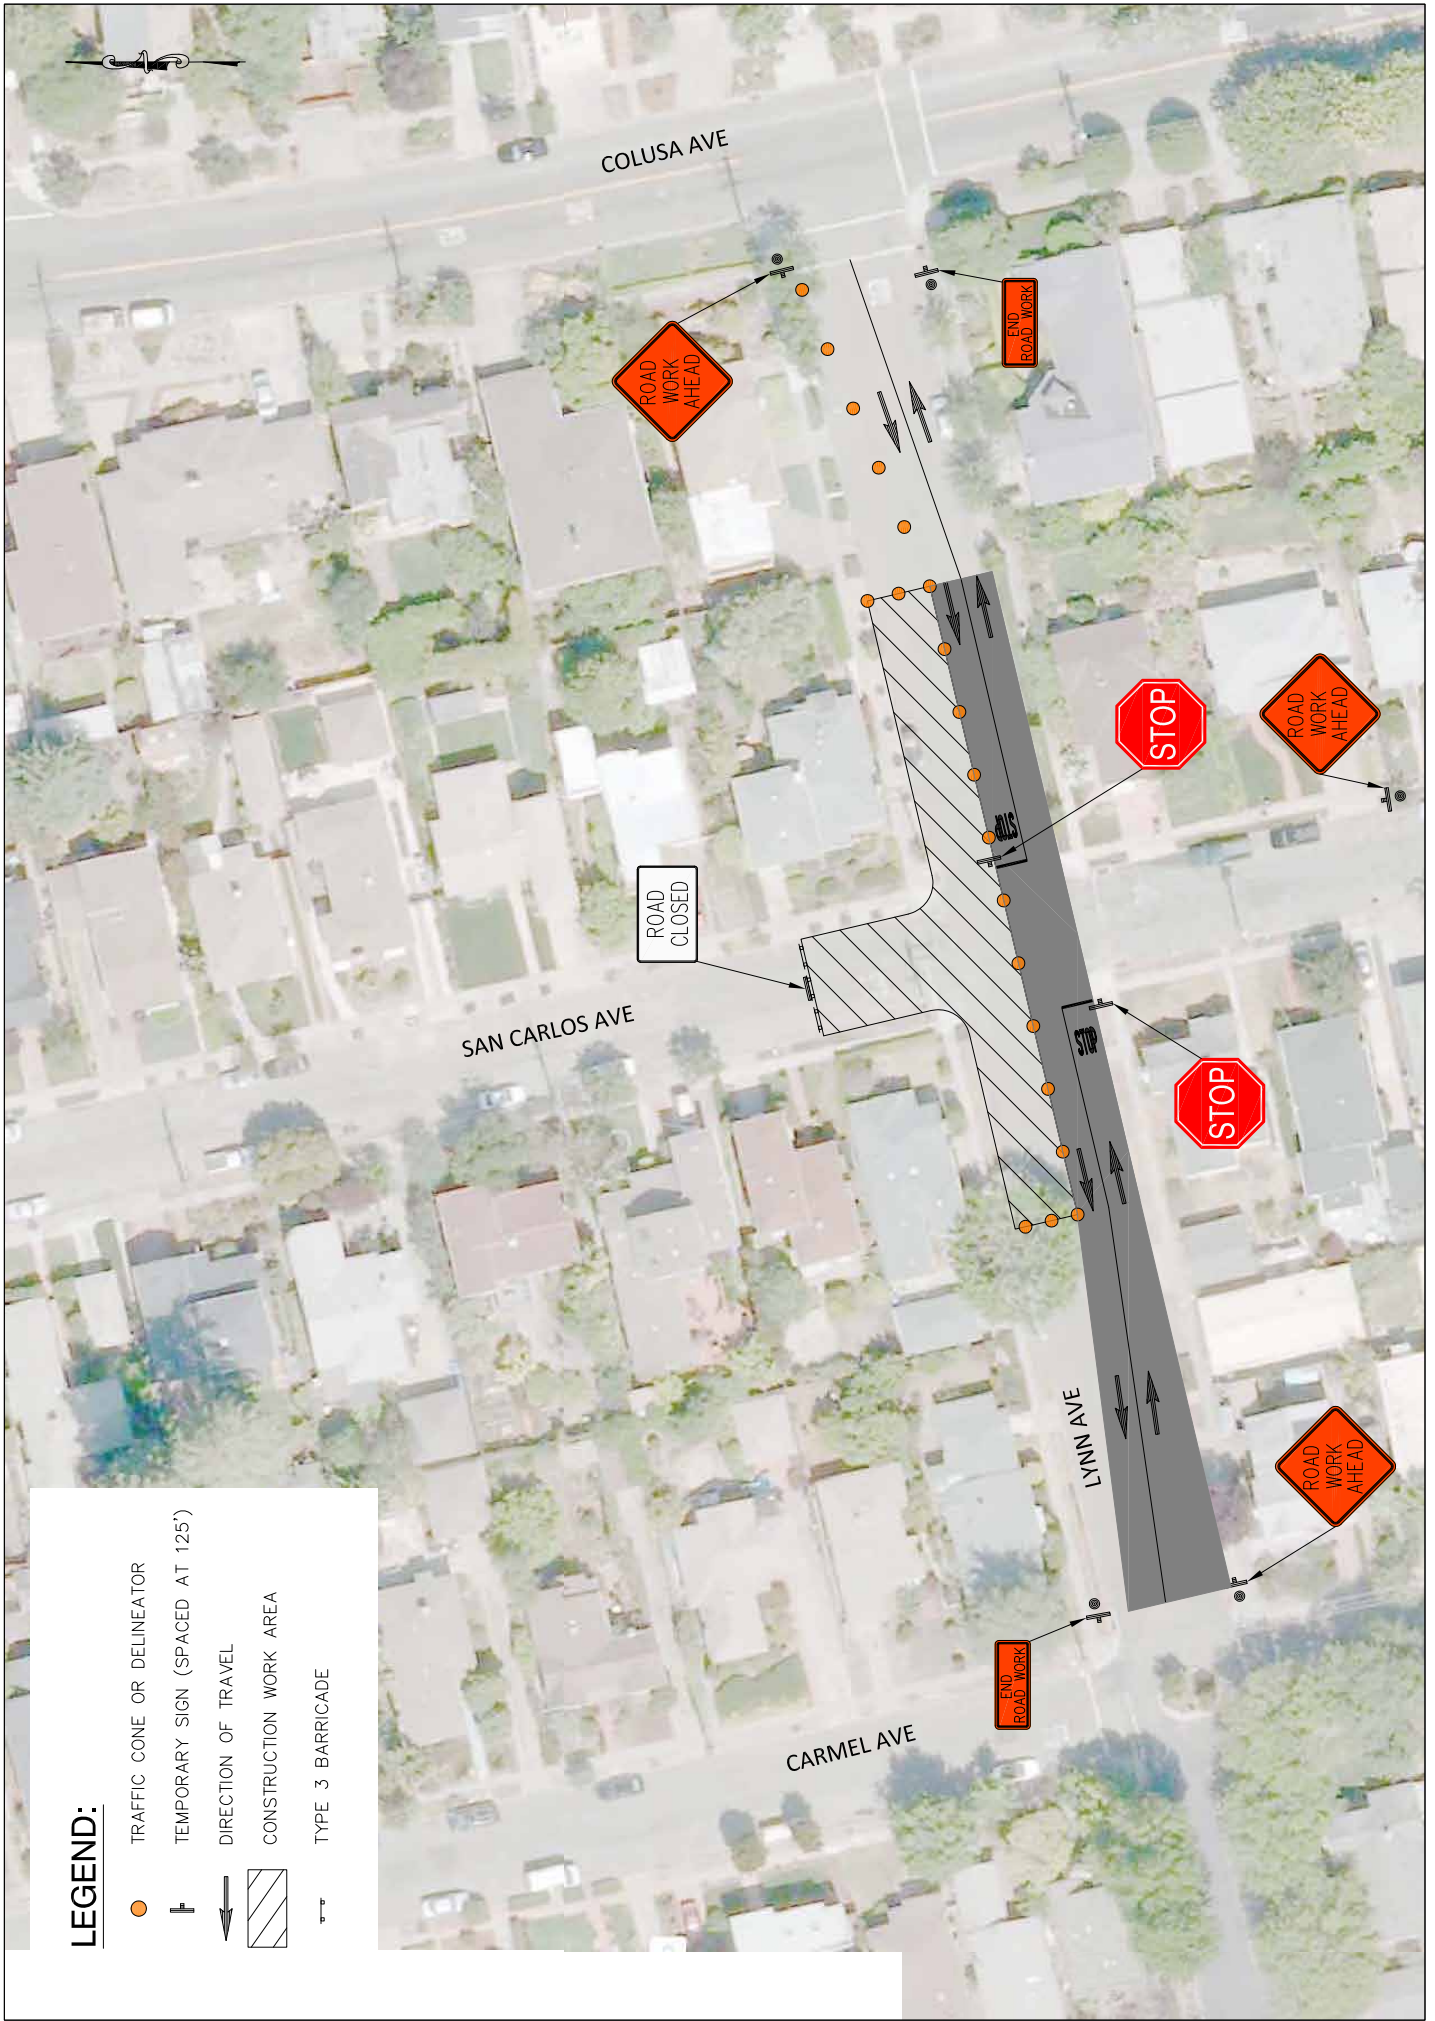 COLUSA AVE
ROAD
WORK
AHEAD
END
ROAD WORK
STOP
ROAD
WORK
AHEAD
ROAD
CLOSED
STOP
SAN CARLOS AVE
STOP
STOP
LYNN AVE
ROAD
WORK
AHEAD
END
ROAD WORK
CARMEL AVE
LEGEND:
TRAFFIC CONE OR DELINEATOR
TEMPORARY SIGN (SPACED AT 125')
DIRECTION OF TRAVEL
CONSTRUCTION WORK AREA
TYPE 3 BARRICADE